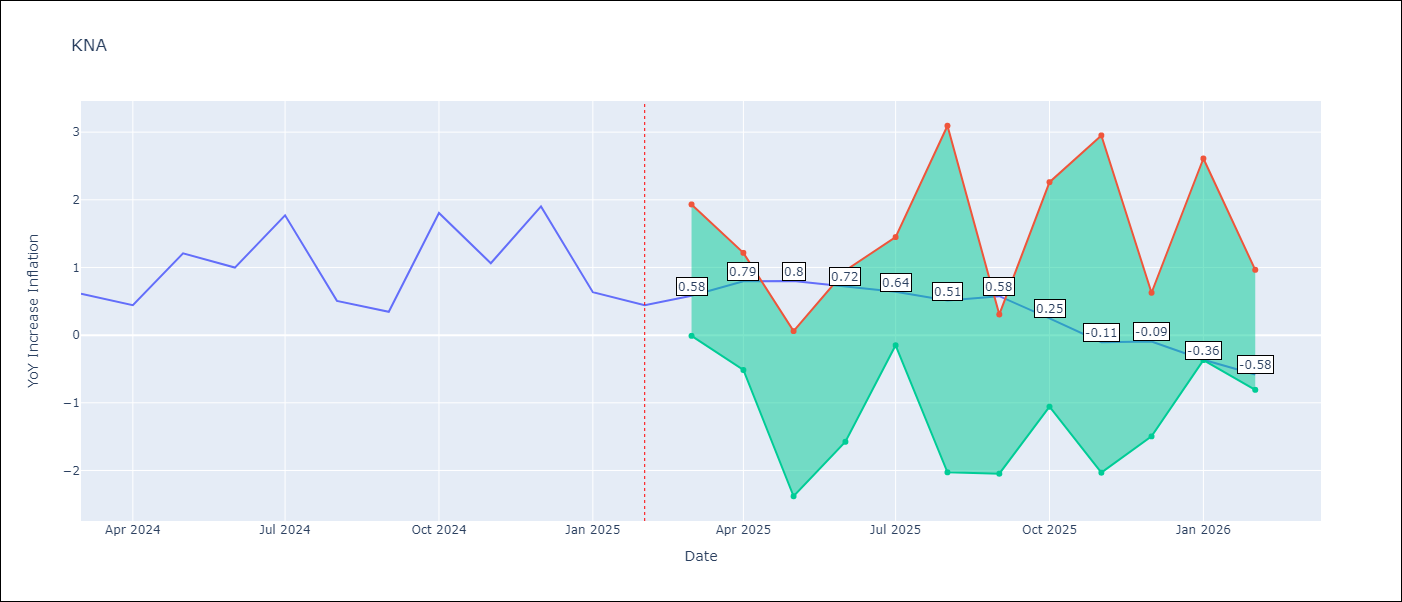 KNA
YoY Increase Inflation
3
2
1
0
−1
−2
0.58
0.79
0.8
0.72
0.64
0.51
0.58
0.25
-0.11
-0.09
-0.36
-0.58
Apr 2024
Jul 2024
Oct 2024
Jan 2025
Apr 2025
Jul 2025
Oct 2025
Jan 2026
Date